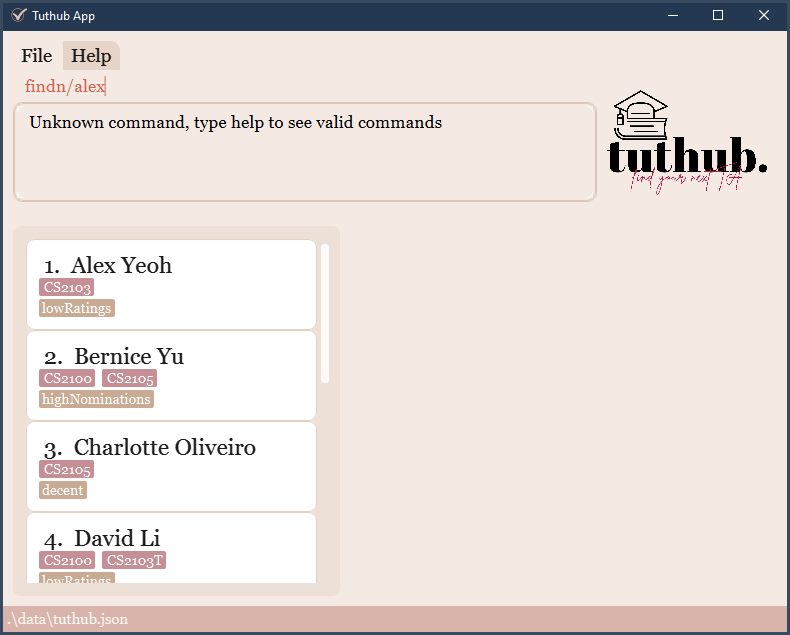 Tuthub App
File Help
findn/alex
Unknown command, type help to see valid commands
tuthub.
find your next TA
1. Alex Yeoh
CS2103
lowRatings
2. Bernice Yu
CS2100 CS2105
highNominations
3. Charlotte Oliveiro
CS2105
decent
4. David Li
CS2100 CS2103T
lowRatings
.\data\tuthub.json